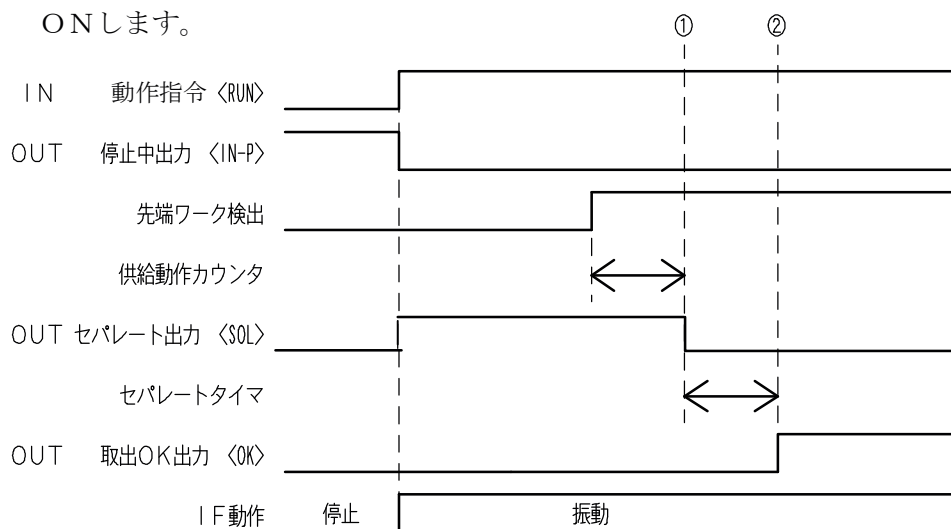 ONします。
① ②
IN 動作指令〈RUN〉
OUT 停止中出力 〈IN-P〉
先端ワーク検出
供給動作カウンタ
OUT セパレート出力 〈SOL〉
セパレートタイマ
OUT 取出OK出力 〈OK〉
IF動作 停止 振動